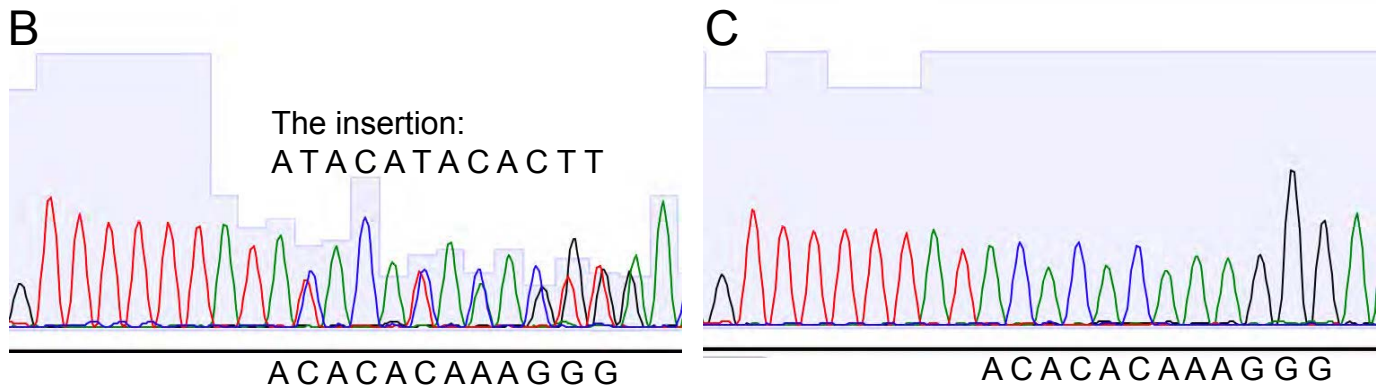 B
C
The insertion:
A T A C A T A C A C T T
A C A C A C A A A G G G
A C A C A C A A A G G G